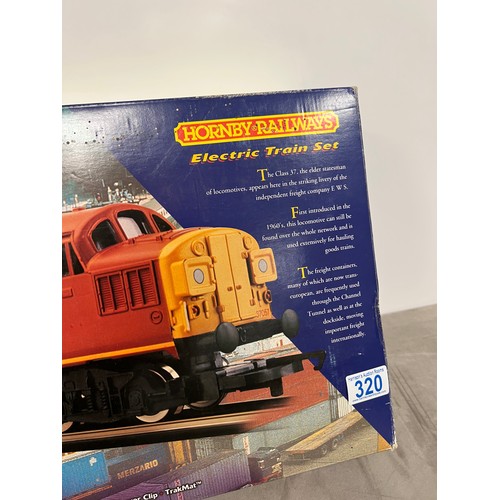 HORNBY RAILWAYS
Electric Train Set
The Class 37, the elder statesman
of locomotives, appears here in the striking livery of the
independent freight company E W S.
First introduced in the
1960's, this locomotive can still be
found over the whole network and is
used extensively for hauling
goods trains.
The freight containers,
many of which are now trans-
european, are frequently used
through the Channel
Tunnel as well as at
the dockside, moving
important freight
internationally.
320
MERZARIO
Clip TrakMat™